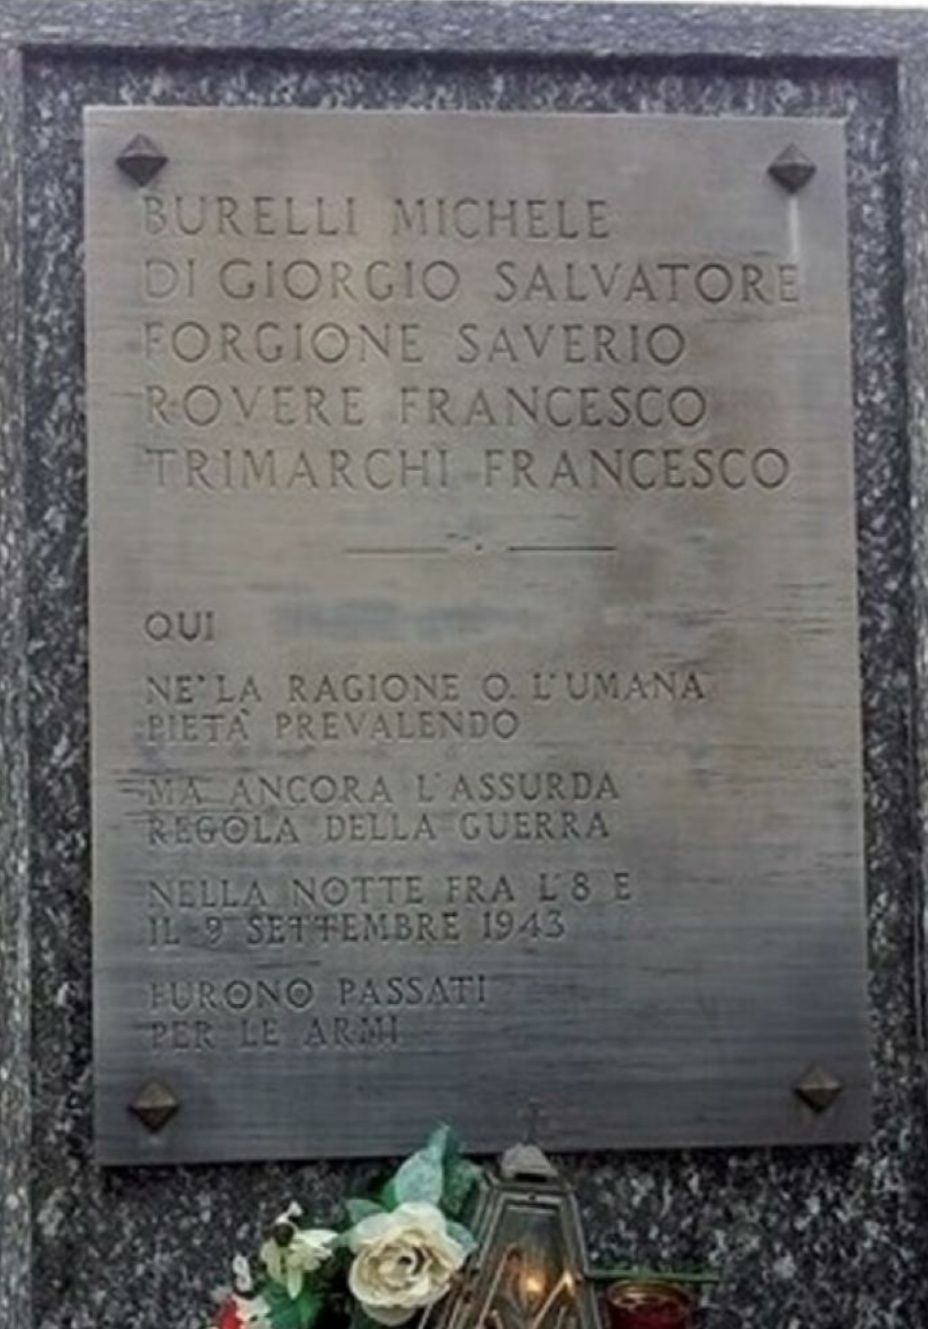 BURELLI MICHELE
DI GIORGIO SALVATORE
FORGIONE SAVERIO
ROVERE FRANCESCO
TRIMARCHI FRANCESCO
QUI
NE' LA RAGIONE O L'UMANA
PIETÀ PREVALENDO
MA ANCORA L'ASSURDA
REGOLA DELLA GUERRA
NELLA NOTTE FRA L'8 E
IL 9 SETTEMBRE 1943
FURONO PASSATI
PER LE ARMI